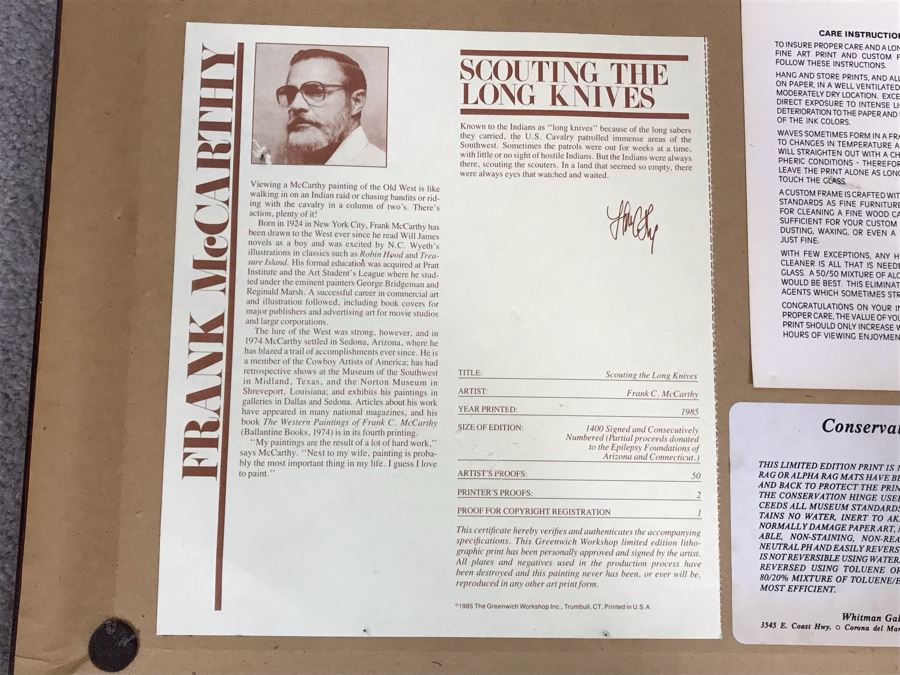 FRANK McCARTHY
Viewing a McCarthy painting of the Old West is like
walking in on an Indian raid or chasing bandits or rid-
ing with the cavalry in a column of two's. There's
action, plenty of it!
Born in 1924 in New York City, Frank McCarthy has
been drawn to the West ever since he read Will James
novels as a boy and was excited by N.C. Wyeth's
illustrations in classics such as Robin Hood and Trea-
sure Island. His formal education was acquired at Pratt
Institute and the Art Student's League where he stud-
ied under the eminent painters George Bridgeman and
Reginald Marsh. A successful career in commercial art
and illustration followed, including book covers for
major publishers and advertising art for movie studios
and large corporations.
The lure of the West was strong, however, and in
1974 McCarthy settled in Sedona, Arizona, where he
has blazed a trail of accomplishments ever since. He is
a member of the Cowboy Artists of America; has had
retrospective shows at the Museum of the Southwest
in Midland, Texas, and the Norton Museum in
Shreveport, Louisiana; and exhibits his paintings in
galleries in Dallas and Sedona. Articles about his work
have appeared in many national magazines, and his
book The Western Paintings of Frank C. McCarthy
(Ballantine Books, 1974) is in its fourth printing.
"My paintings are the result of a lot of hard work,"
says McCarthy. "Next to my wife, painting is proba-
bly the most important thing in my life. I guess I love
to paint."
SCOUTING THE
LONG KNIVES
Known to the Indians as "long knives" because of the long sabers
they carried, the U.S. Cavalry patrolled immense areas of the
Southwest. Sometimes the patrols were out for weeks at a time,
with little or no sight of hostile Indians. But the Indians were always
there, scouting the scouters. In a land that seemed so empty, there
were always eyes that watched and waited.
TITLE: Scouting the Long Knives
ARTIST: Frank C. McCarthy
YEAR PRINTED: 1985
SIZE OF EDITION: 1400 Signed and Consecutively
Numbered (Partial proceeds donated
to the Epilepsy Foundations of
Arizona and Connecticut.)
ARTIST'S PROOFS: 50
PRINTER'S PROOFS: 2
PROOF FOR COPYRIGHT REGISTRATION 1
This certificate hereby verifies and authenticates the accompanying
specifications. This Greenwich Workshop limited edition litho-
graphic print has been personally approved and signed by the artist.
All plates and negatives used in the production process have
been destroyed and this painting never has been, or ever will be,
reproduced in any other art print form.
©1985 The Greenwich Workshop Inc., Trumbull, CT, Printed in U.S.A.
CARE INSTRUCTIO
TO INSURE PROPER CARE AND A LON
FINE ART PRINT AND CUSTOM F
FOLLOW THESE INSTRUCTIONS.
HANG AND STORE PRINTS, AND ALL
ON PAPER, IN A WELL VENTILATED
MODERATELY DRY LOCATION. EXCE
DIRECT EXPOSURE TO INTENSE LI
DETERIORATION TO THE PAPER AND
OF THE INK COLORS.
WAVES SOMETIMES FORM IN A FRA
TO CHANGES IN TEMPERATURE A
WILL STRAIGHTEN OUT WITH A CH
PHERIC CONDITIONS - THEREFOR
LEAVE THE PRINT ALONE AS LONG
TOUCH THE GLASS.
A CUSTOM FRAME IS CRAFTED WIT
STANDARDS AS FINE FURNITURE
FOR CLEANING A FINE WOOD CA
SUFFICIENT FOR YOUR CUSTOM
DUSTING, WAXING, OR EVEN A
JUST FINE.
WITH FEW EXCEPTIONS, ANY H
CLEANER IS ALL THAT IS NEEDE
GLASS. A 50/50 MIXTURE OF ALC
WOULD BE BEST. THIS ELIMINAT
AGENTS WHICH SOMETIMES STR
CONGRATULATIONS ON YOUR IN
PROPER CARE, THE VALUE OF YOU
PRINT SHOULD ONLY INCREASE W
HOURS OF VIEWING ENJOYMEN
Conservat
THIS LIMITED EDITION PRINT IS
RAG OR ALPHA RAG MATS HAVE BE
AND BACK TO PROTECT THE PRIN
THE CONSERVATION HINGE USE
CEEDS ALL MUSEUM STANDARDS
TAINS NO WATER, INERT TO AK
NORMALLY DAMAGE PAPER ART,
ABLE, NON-STAINING, NON-REA
NEUTRAL PH AND EASILY REVERS
IS NOT REVERSIBLE USING WATER
REVERSED USING TOLUENE OR
80/20% MIXTURE OF TOLUENE/E
MOST EFFICIENT.
Whitman Gal
3545 E. Coast Hwy. o Corona del Mar